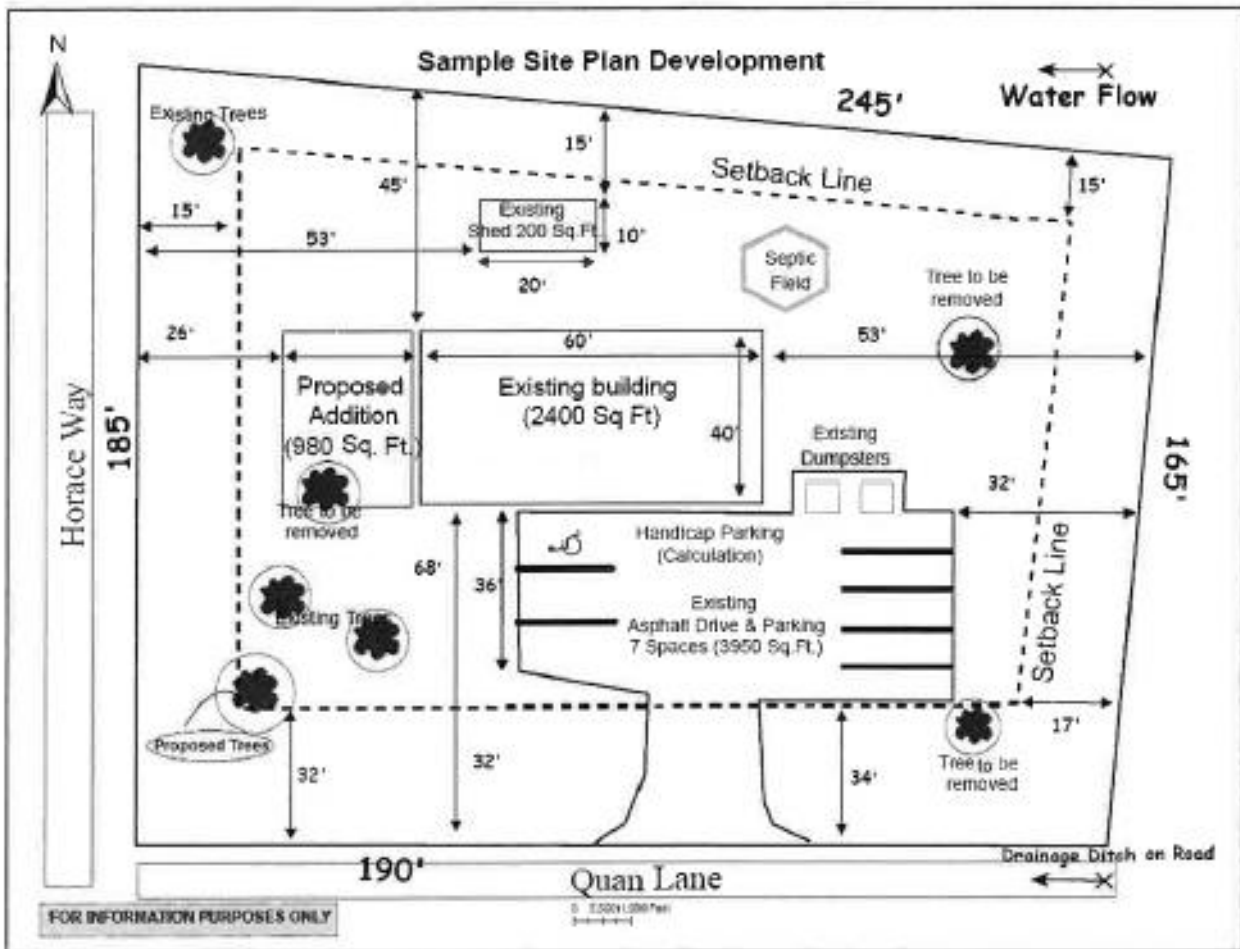 N
Sample Site Plan Development
245'
Water Flow
Existing Trees
15'
Setback Line
15'
45'
15'
Existing
Shed 200 Sq.Ft.
10'
53'
20'
Septic
Field
Tree to be
removed
26'
60'
53'
Proposed
Addition
(980 Sq. Ft.)
Existing building
(2400 Sq Ft)
40'
Existing
Dumpsters
Horace Way
185'
165'
32'
Tree to be
removed
Handicap Parking
(Calculation)
68'
36'
Existing
Asphalt Drive & Parking
7 Spaces (3950 Sq.Ft.)
Existing Trees
Setback Line
17'
Proposed Trees
32'
32'
34'
Tree to be
removed
190'
Quan Lane
Drainage Ditch on Road
FOR INFORMATION PURPOSES ONLY